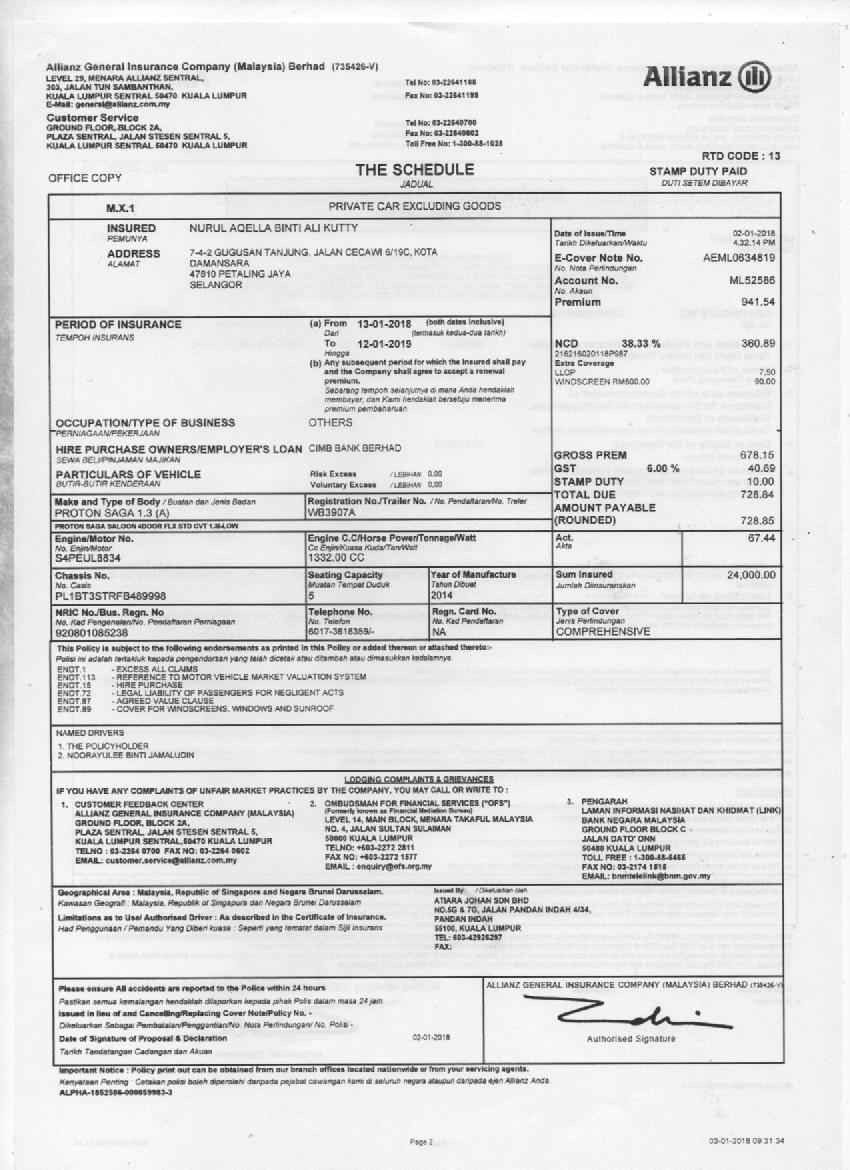 Allianz General Insurance Company (Malaysia) Berhad (735426-V)
LEVEL 29, MENARA ALLIANZ SENTRAL,
203, JALAN TUN SAMBANTHAN,
KUALA LUMPUR SENTRAL 50470 KUALA LUMPUR
E-Mail: general@allianz.com.my
Tel No: 03-22641188
Fax No: 03-22641199
Allianz
Customer Service
GROUND FLOOR, BLOCK 2A,
PLAZA SENTRAL, JALAN STESEN SENTRAL 5,
KUALA LUMPUR SENTRAL 50470 KUALA LUMPUR
Tel No: 03-22640700
Fax No: 03-22640602
Toll Free No: 1-300-88-1028
RTD CODE : 13
OFFICE COPY
THE SCHEDULE
JADUAL
STAMP DUTY PAID
DUTI SETEM DIBAYAR
M.X.1 PRIVATE CAR EXCLUDING GOODS
INSURED NURUL AQELLA BINTI ALI KUTTY
PEMUNYA
ADDRESS 7-4-2 GUGUSAN TANJUNG, JALAN CECAWI 6/19C, KOTA
ALAMAT DAMANSARA
47810 PETALING JAYA
SELANGOR
Date of Issue/Time 02-01-2018
Tarikh Dikeluarkan/Waktu 4.32.14 PM
E-Cover Note No. AEML0634819
No. Nota Perlindungan
Account No. ML52586
No. Akaun
Premium 941.54
PERIOD OF INSURANCE
TEMPOH INSURANS
(a) From 13-01-2018 (both dates inclusive)
Dari (termasuk kedua-dua tarikh)
To 12-01-2019
Hingga
(b) Any subsequent period for which the Insured shall pay
and the Company shall agree to accept a renewal
premium.
Sebarang tempoh selanjutnya di mana Anda hendaklah
membayar, dan Kami hendaklah bersetuju menerima
premium pembaharuan.
NCD 38.33 % 360.89
216216020118P987
Extra Coverage
LLOP 7.50
WINDSCREEN RM600.00 90.00
OCCUPATION/TYPE OF BUSINESS OTHERS
PERNIAGAAN/PEKERJAAN
HIRE PURCHASE OWNERS/EMPLOYER'S LOAN CIMB BANK BERHAD
SEWA BELI/PINJAMAN MAJIKAN
PARTICULARS OF VEHICLE
BUTIR-BUTIR KENDERAAN
Risk Excess / LEBIHAN 0.00
Voluntary Excess / LEBIHAN 0.00
GROSS PREM 678.15
GST 6.00 % 40.69
STAMP DUTY 10.00
TOTAL DUE 728.84
AMOUNT PAYABLE
(ROUNDED) 728.85
Make and Type of Body / Buatan dan Jenis Badan
PROTON SAGA 1.3 (A)
Registration No./Trailer No. / No. Pendaftaran/No. Treler
WB3907A
PROTON SAGA SALOON 4DOOR FLX STD CVT 1.3II-LOW
Engine/Motor No.
No. Enjin/Motor
S4PEUL8834
Engine C.C/Horse Power/Tonnage/Watt
Cc Enjin/Kuasa Kuda/Tan/Watt
1332.00 CC
Act. 67.44
Akta
Chassis No.
No. Casis
PL1BT3STRFB489998
Seating Capacity
Muatan Tempat Duduk
5
Year of Manufacture
Tahun Dibuat
2014
Sum Insured 24,000.00
Jumlah Diinsuranskan
NRIC No./Bus. Regn. No
No. Kad Pengenalan/No. Pendaftaran Perniagaan
920801085238
Telephone No.
No. Telefon
6017-3618359/-
Regn. Card No.
No. Kad Pendaftaran
NA
Type of Cover
Jenis Perlindungan
COMPREHENSIVE
This Policy is subject to the following endorsements as printed in this Policy or added thereon or attached thereto:-
Polisi ini adalah tertakluk kepada pengendorsan yang telah dicetak atau ditambah atau dimasukkan kedalamnya.
ENDT.1 - EXCESS ALL CLAIMS
ENDT.113 - REFERENCE TO MOTOR VEHICLE MARKET VALUATION SYSTEM
ENDT.15 - HIRE PURCHASE
ENDT.72 - LEGAL LIABILITY OF PASSENGERS FOR NEGLIGENT ACTS
ENDT.87 - AGREED VALUE CLAUSE
ENDT.89 - COVER FOR WINDSCREENS, WINDOWS AND SUNROOF
NAMED DRIVERS
1. THE POLICYHOLDER
2. NOORAYULEE BINTI JAMALUDIN
LODGING COMPLAINTS & GRIEVANCES
IF YOU HAVE ANY COMPLAINTS OF UNFAIR MARKET PRACTICES BY THE COMPANY, YOU MAY CALL OR WRITE TO :
1. CUSTOMER FEEDBACK CENTER
ALLIANZ GENERAL INSURANCE COMPANY (MALAYSIA)
GROUND FLOOR, BLOCK 2A,
PLAZA SENTRAL, JALAN STESEN SENTRAL 5,
KUALA LUMPUR SENTRAL,50470 KUALA LUMPUR
TELNO : 03-2264 0700 FAX NO: 03-2264 0602
EMAIL: customer.service@allianz.com.my
2. OMBUDSMAN FOR FINANCIAL SERVICES ("OFS")
(Formerly known as Financial Mediation Bureau)
LEVEL 14, MAIN BLOCK, MENARA TAKAFUL MALAYSIA
NO. 4, JALAN SULTAN SULAIMAN
50000 KUALA LUMPUR
TELNO: +603-2272 2811
FAX NO: +603-2272 1577
EMAIL : enquiry@ofs.org.my
3. PENGARAH
LAMAN INFORMASI NASIHAT DAN KHIDMAT (LINK)
BANK NEGARA MALAYSIA
GROUND FLOOR BLOCK C
JALAN DATO' ONN
50480 KUALA LUMPUR
TOLL FREE : 1-300-88-5465
FAX NO: 03-2174 1515
EMAIL: bnmtelelink@bnm.gov.my
Geographical Area : Malaysia, Republic of Singapore and Negara Brunei Darussalam.
Kawasan Geografi : Malaysia, Republik of Singapura dan Negara Brunei Darussalam
Limitations as to Use/ Authorised Driver : As described in the Certificate of Insurance.
Had Penggunaan / Pemandu Yang Diberi kuasa : Seperti yang tercatat dalam Sijil Insurans
Issued By / Dikeluarkan oleh
ATIARA JOHAN SDN BHD
NO.5G & 7G, JALAN PANDAN INDAH 4/34,
PANDAN INDAH
55100, KUALA LUMPUR
TEL: 603-42926297
FAX:
Please ensure All accidents are reported to the Police within 24 hours
Pastikan semua kemalangan hendaklah dilaporkan kepada pihak Polis dalam masa 24 jam
Issued in lieu of and Cancelling/Replacing Cover Note/Policy No. -
Dikeluarkan Sebagai Pembatalan/Penggantian/No. Nota Perlindungan/ No. Polisi -
Date of Signature of Proposal & Declaration 02-01-2018
Tarikh Tandatangan Cadangan dan Akuan
ALLIANZ GENERAL INSURANCE COMPANY (MALAYSIA) BERHAD (735426-V)
Authorised Signature
Important Notice : Policy print out can be obtained from our branch offices located nationwide or from your servicing agents.
Kenyataan Penting : Cetakan polisi boleh diperolehi daripada pejabat cawangan kami di seluruh negara ataupun daripada ejen Allianz Anda.
ALPHA-1852586-000059983-3
Page 2
03-01-2018 09:31:34